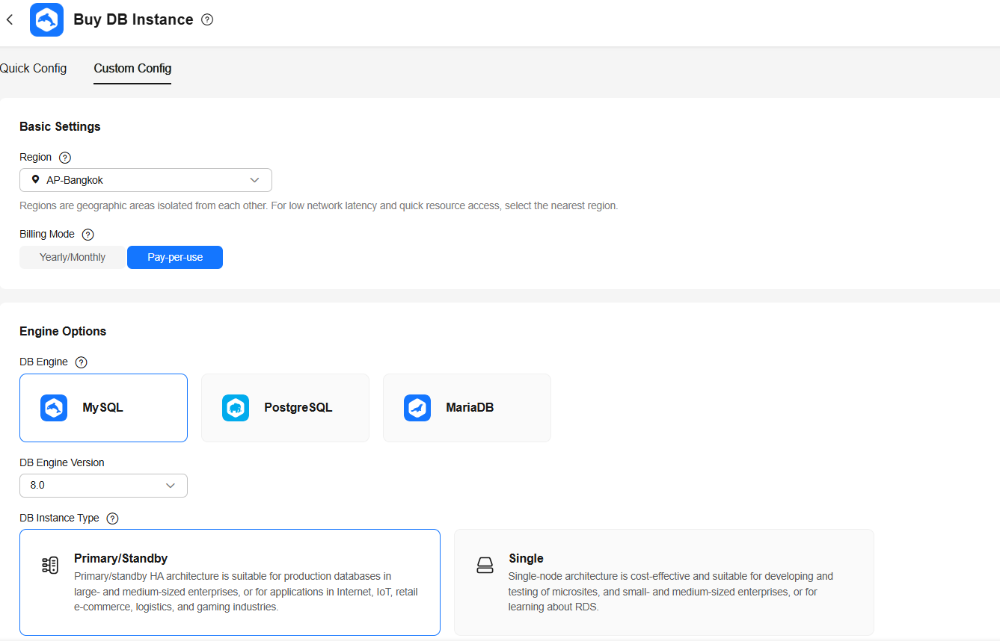 Buy DB Instance ?
Quick Config
Custom Config
Basic Settings
Region ?
AP-Bangkok
Regions are geographic areas isolated from each other. For low network latency and quick resource access, select the nearest region.
Billing Mode ?
Yearly/Monthly
Pay-per-use
Engine Options
DB Engine ?
MySQL
PostgreSQL
MariaDB
DB Engine Version
8.0
DB Instance Type ?
Primary/Standby
Primary/standby HA architecture is suitable for production databases in
large- and medium-sized enterprises, or for applications in Internet, IoT, retail
e-commerce, logistics, and gaming industries.
Single
Single-node architecture is cost-effective and suitable for developing and
testing of microsites, and small- and medium-sized enterprises, or for
learning about RDS.